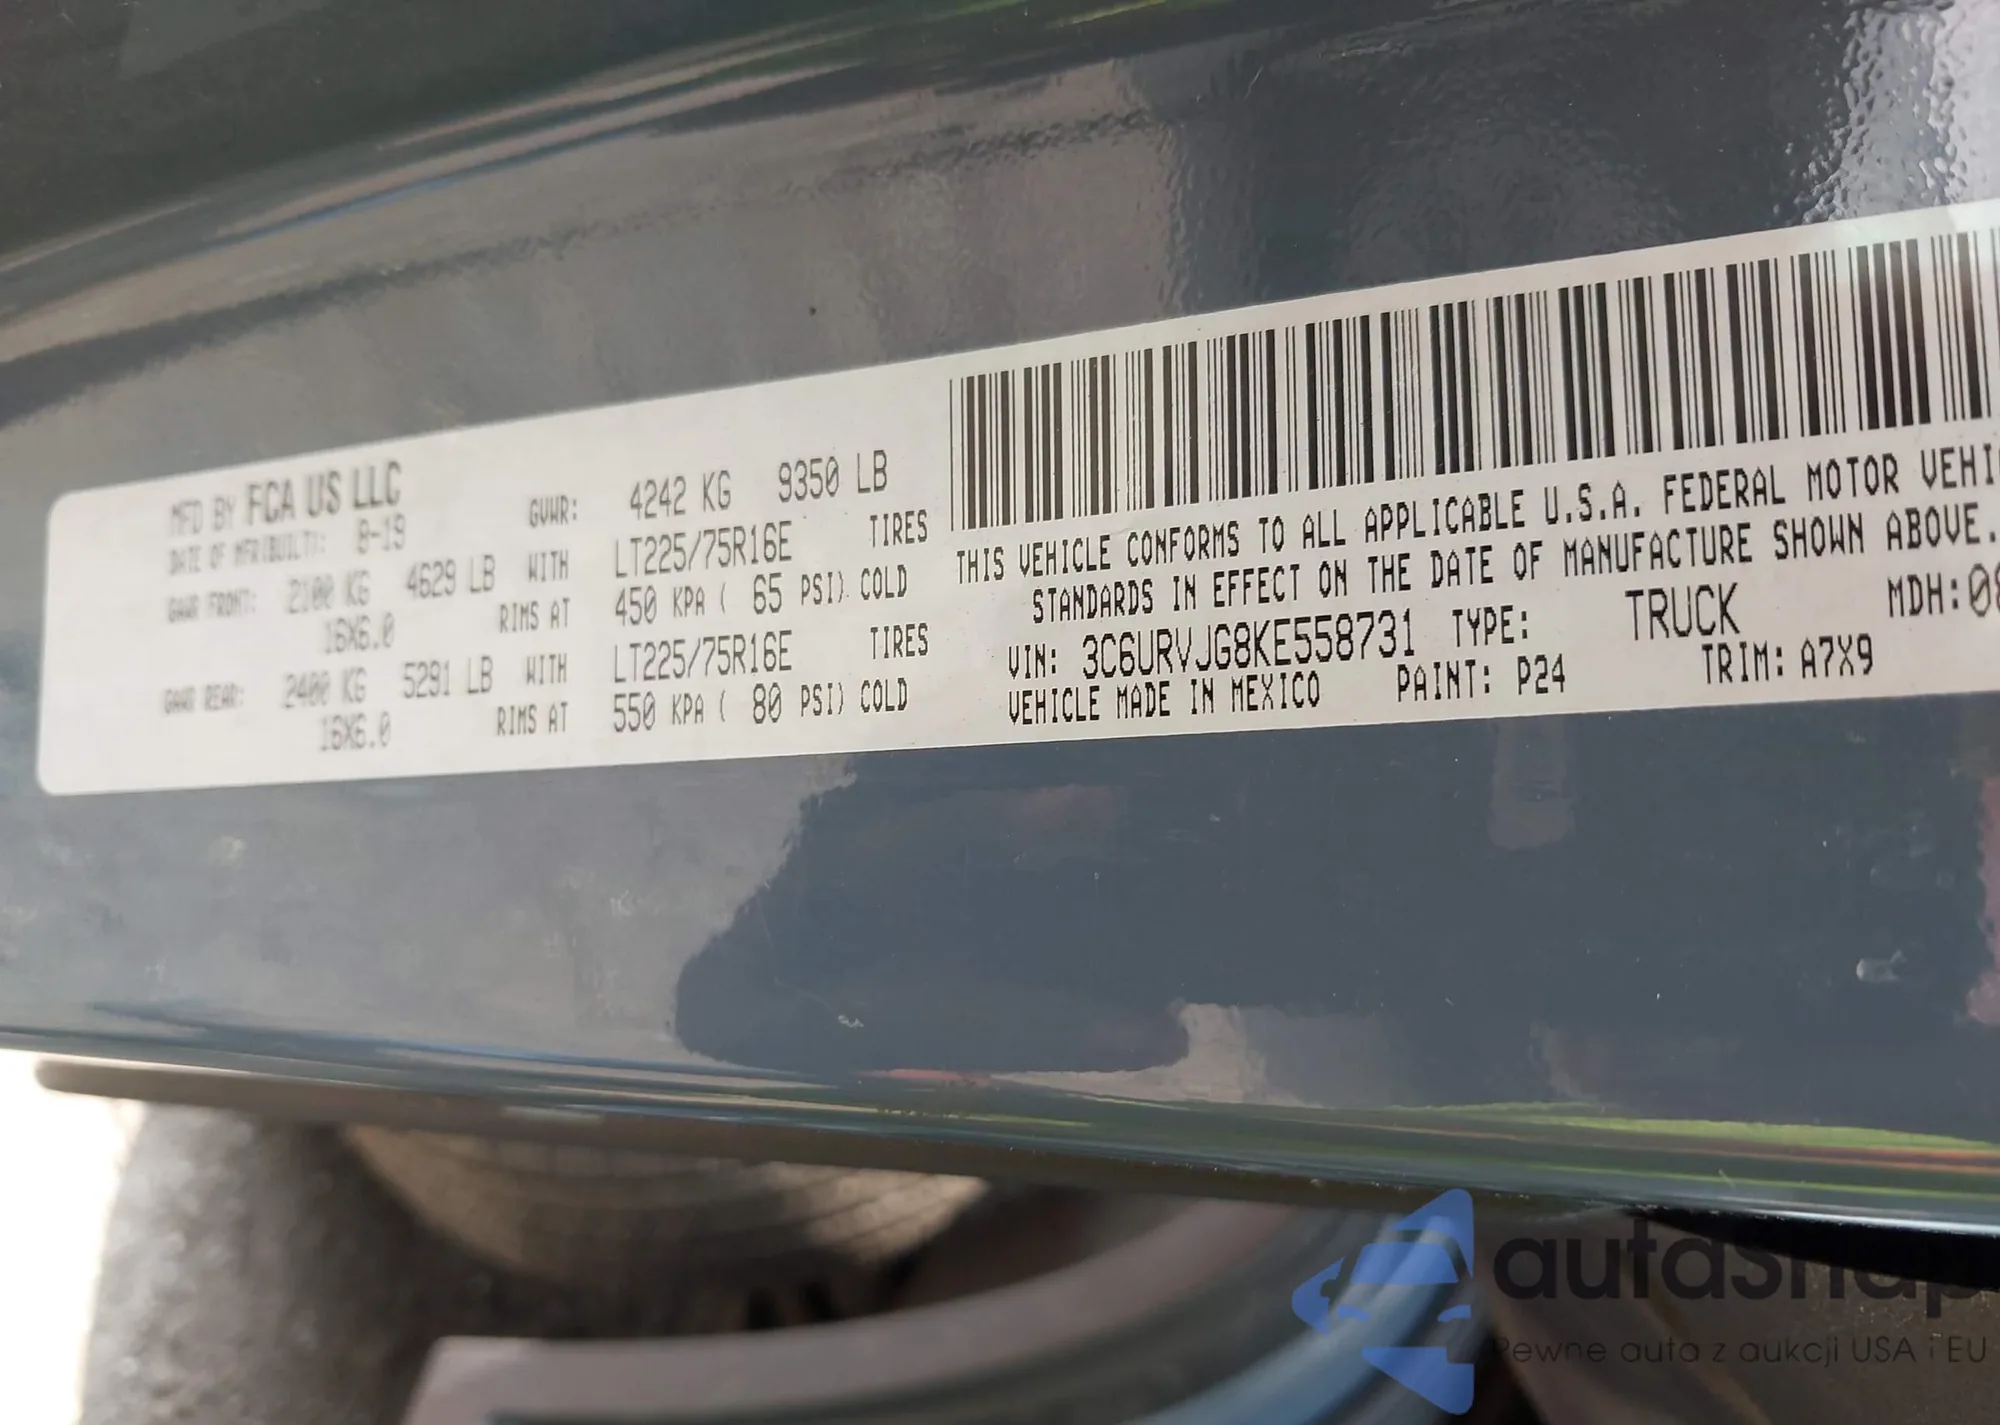 MFD BY FCA US LLC
DATE OF MFR(BUILT): 8-19
GVWR: 4242 KG 9350 LB
GAWR FRONT: 2100 KG 4629 LB WITH LT225/75R16E TIRES
16X6.0 RIMS AT 450 KPA ( 65 PSI) COLD
GAWR REAR: 2400 KG 5291 LB WITH LT225/75R16E TIRES
16X6.0 RIMS AT 550 KPA ( 80 PSI) COLD
THIS VEHICLE CONFORMS TO ALL APPLICABLE U.S.A. FEDERAL MOTOR VEHI
STANDARDS IN EFFECT ON THE DATE OF MANUFACTURE SHOWN ABOVE.
VIN: 3C6URVJG8KE558731 TYPE: TRUCK MDH:08
VEHICLE MADE IN MEXICO PAINT: P24 TRIM: A7X9
autaSnap
Pewne auta z aukcji USA i EU